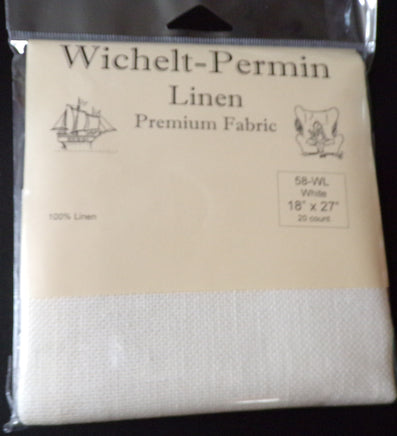 Wichelt-Permin
Linen
Premium Fabric
58-WL
White
18" x 27"
20 count
100% Linen